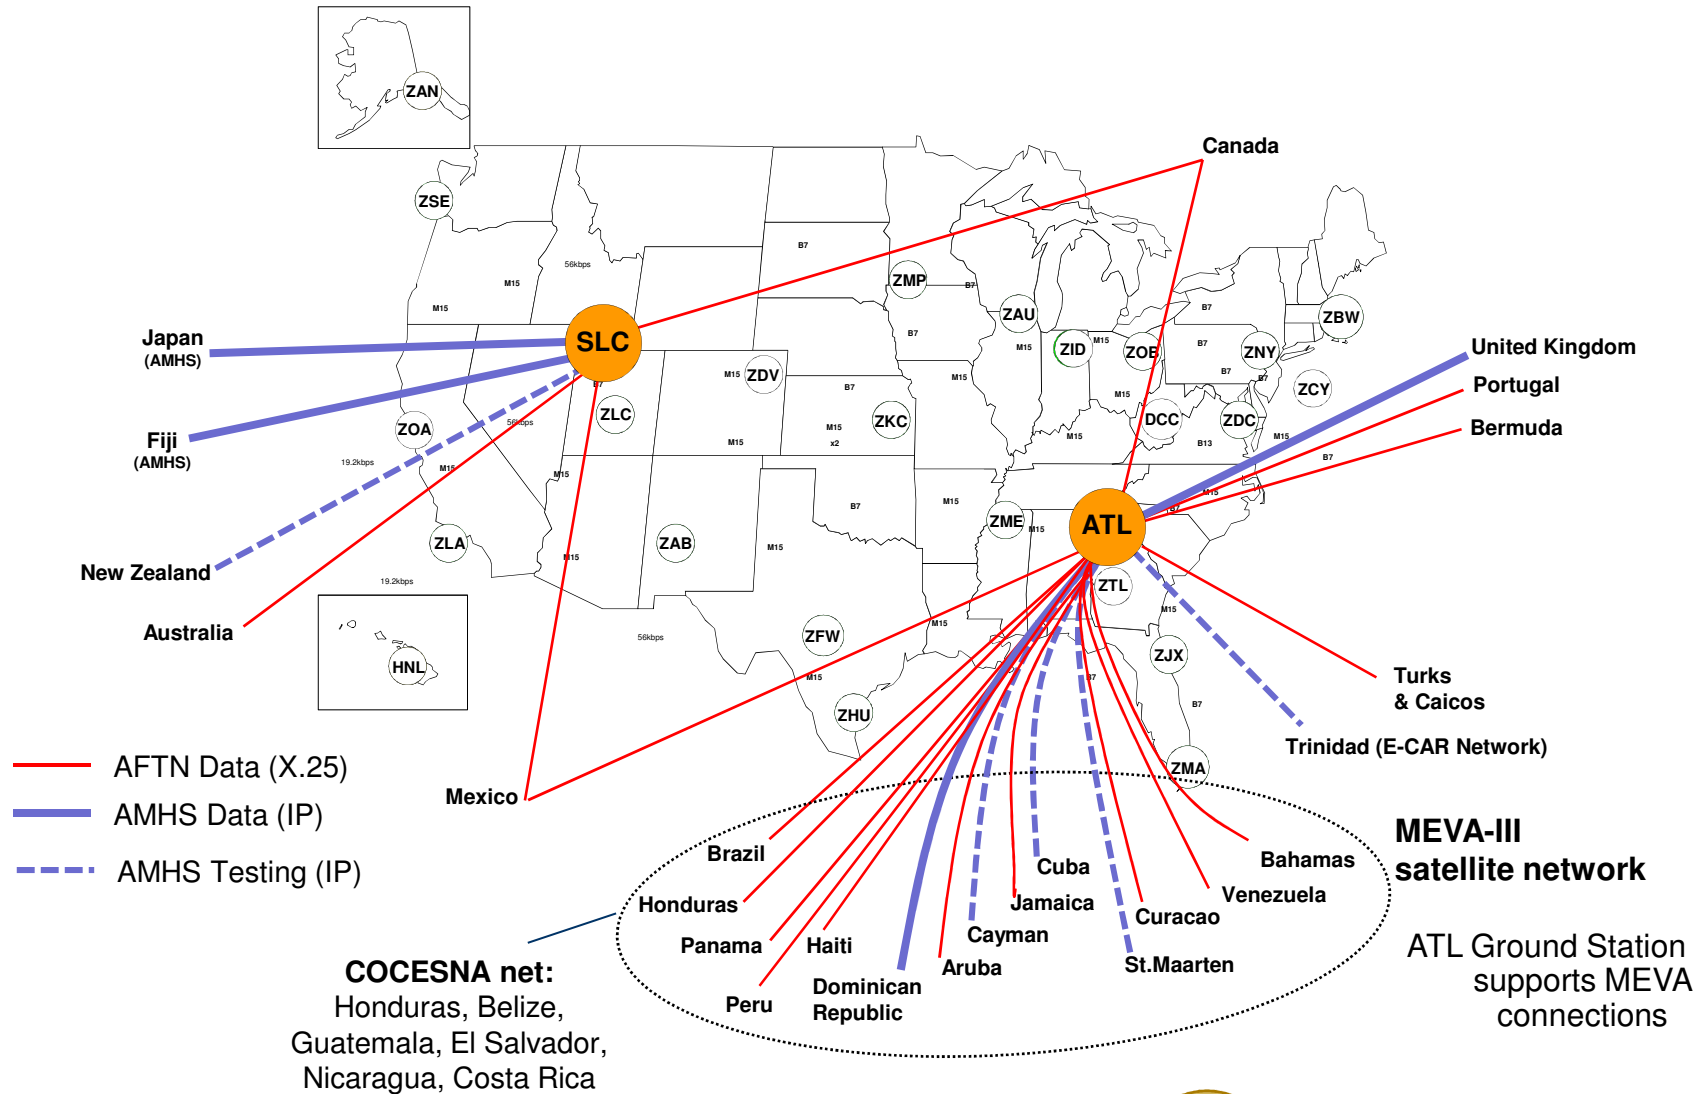 ZAN
Canada
ZSE
B7
56kbps
ZMP
B7
M15
M15
B7
ZAU
ZBW
Japan
(AMHS)
SLC
B7
M15
ZID
M15
ZOB
B7
ZNY
United Kingdom
B7
B7
M15
ZDV
M15
B7
M15
ZCY
Portugal
Fiji
(AMHS)
ZOA
56kbps
ZLC
B7
M15
x2
ZKC
M15
DCC
ZDC
B13
M15
Bermuda
19.2kbps
M15
M15
M15
B7
M15
B7
M15
B7
ZME
M15
ATL
New Zealand
ZLA
19.2kbps
M15
ZAB
M15
ZTL
M15
Australia
HNL
56kbps
ZFW
M15
M15
ZJX
B7
B7
Turks
& Caicos
ZHU
Trinidad (E-CAR Network)
ZMA
AFTN Data (X.25)
AMHS Data (IP)
AMHS Testing (IP)
Mexico
MEVA-III
satellite network
Brazil
Cuba
Bahamas
Honduras
Jamaica
Curacao
Venezuela
Panama
Haiti
Cayman
Aruba
St.Maarten
Peru
Dominican
Republic
ATL Ground Station
supports MEVA
connections
COCESNA net:
Honduras, Belize,
Guatemala, El Salvador,
Nicaragua, Costa Rica